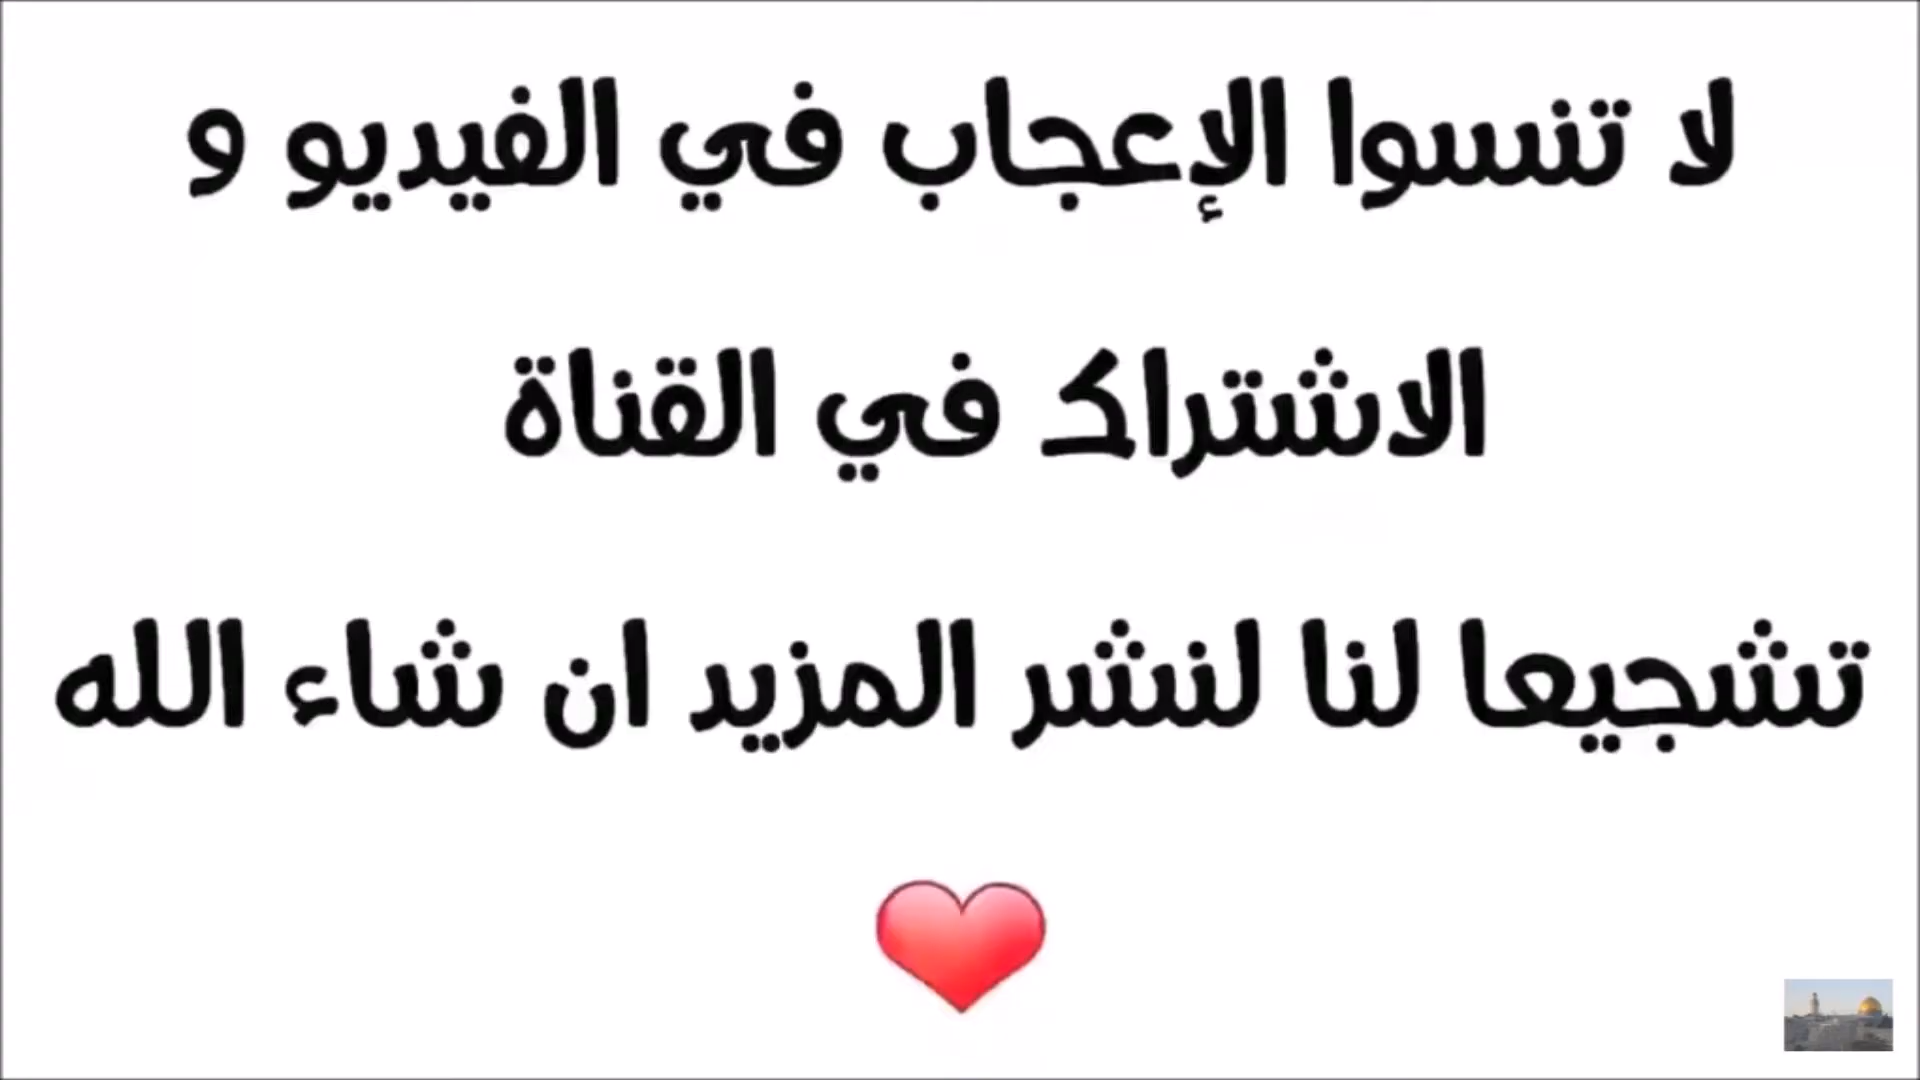 لا تنسوا الإعجاب في الفيديو و
الاشتراك في القناة
تشجيعا لنا لنشر المزيد ان شاء الله